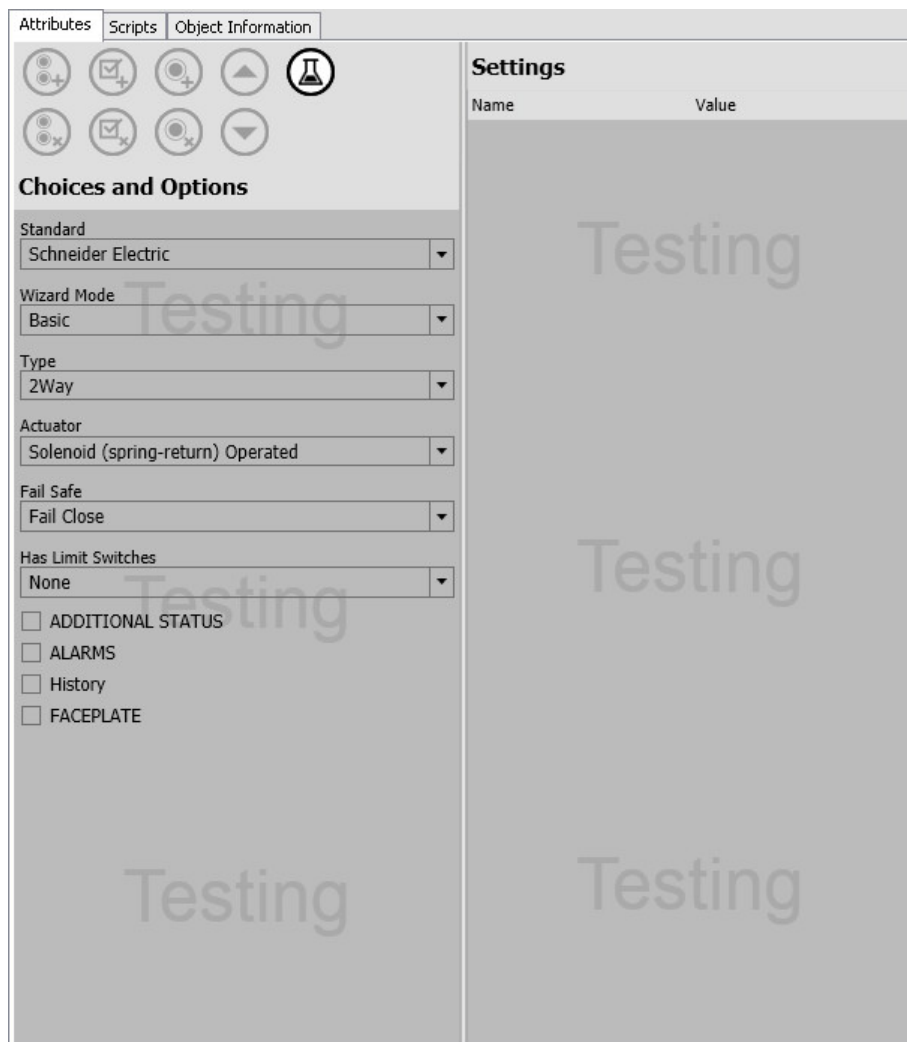 Attributes
Scripts
Object Information
Choices and Options
Standard
Schneider Electric
Wizard Mode
Basic
Type
2Way
Actuator
Solenoid (spring-return) Operated
Fail Safe
Fail Close
Has Limit Switches
None
ADDITIONAL STATUS
ALARMS
History
FACEPLATE
Testing
Testing
Testing
Settings
Name
Value
Testing
Testing
Testing